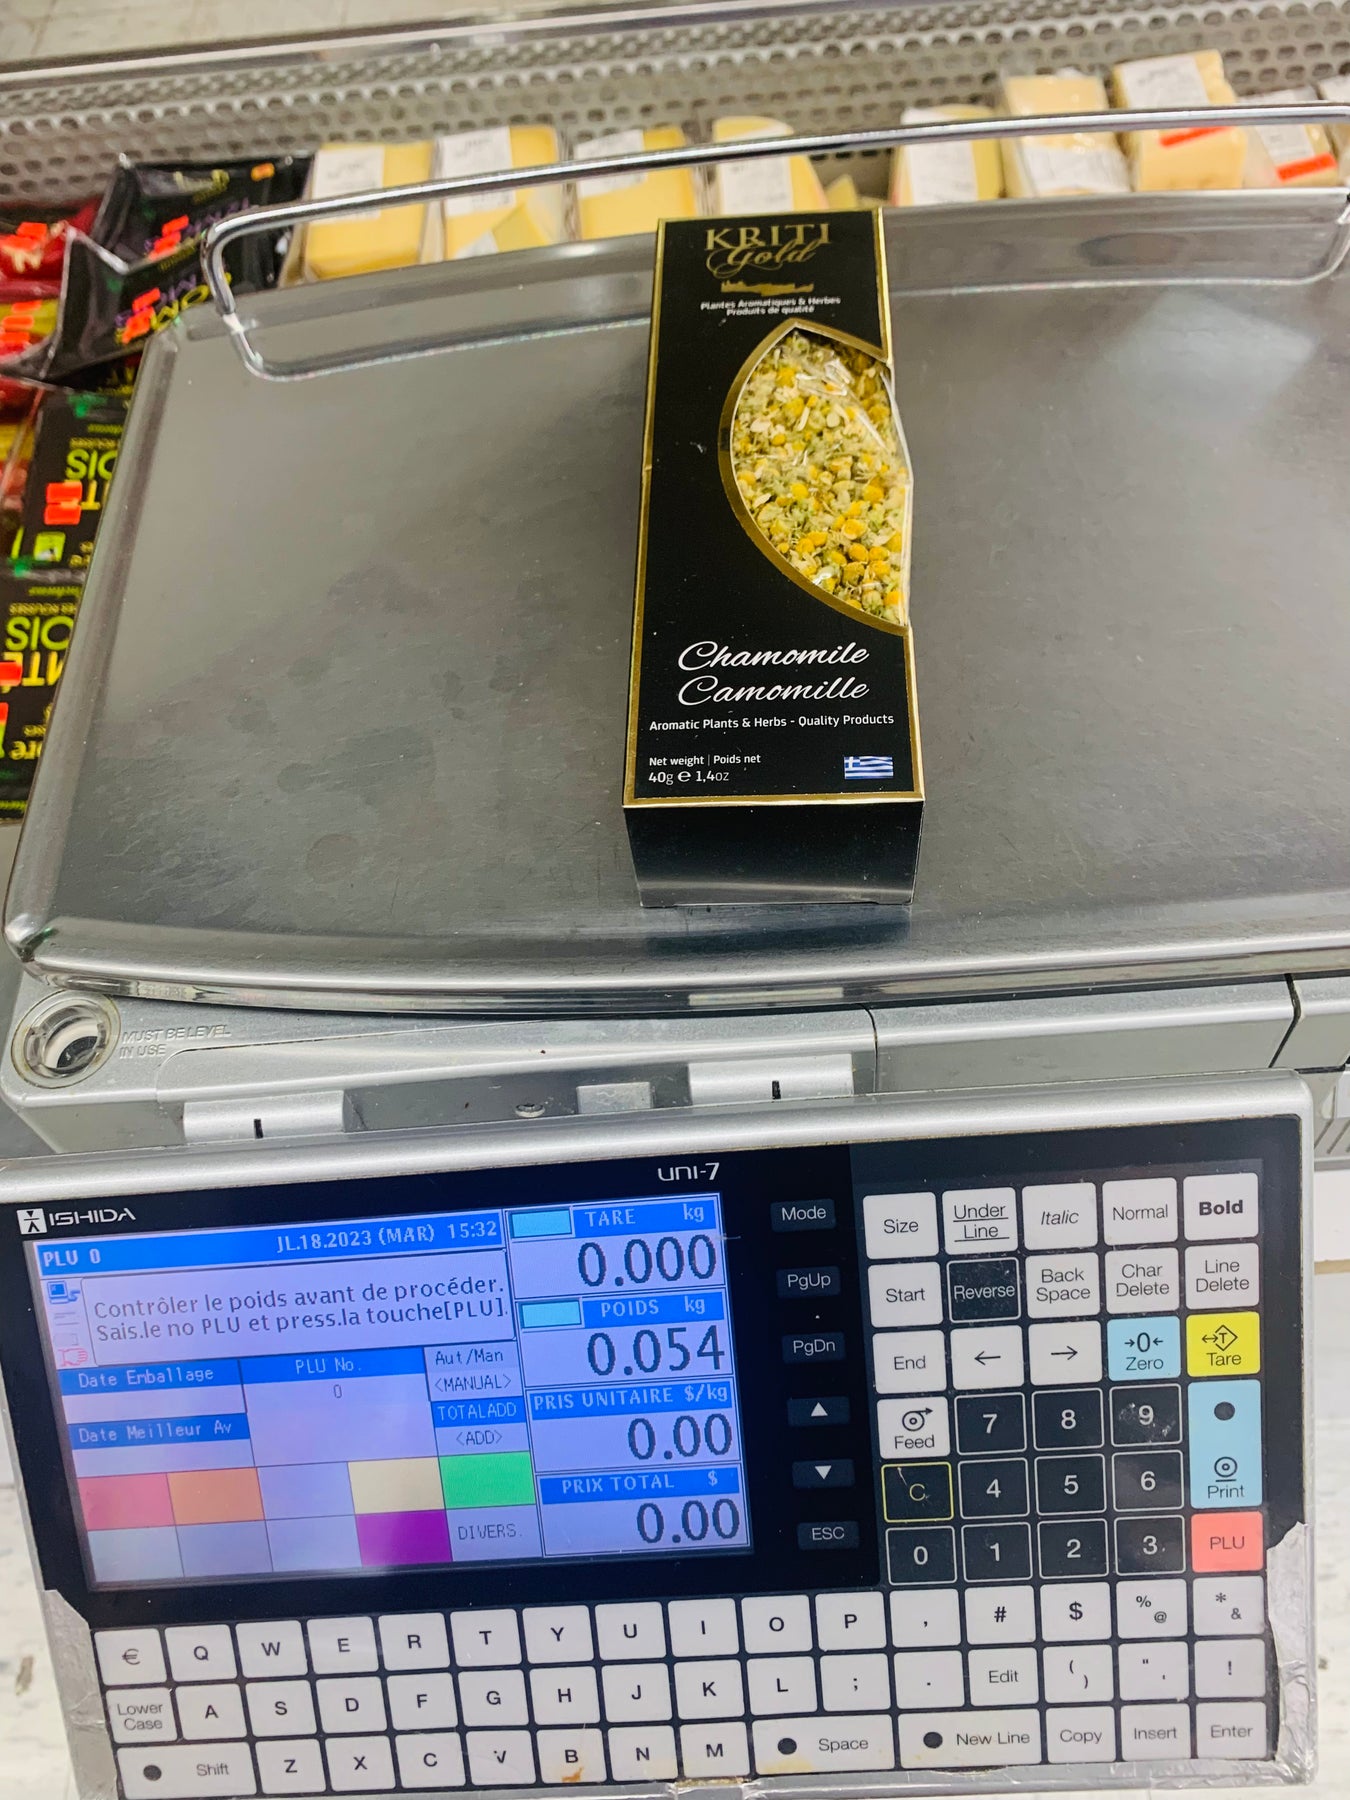 KRITI
Gold
Plantes Aromatiques & Herbes
Produits de qualité
Chamomile
Camomille
Aromatic Plants & Herbs - Quality Products
Net weight | Poids net
40g ℮ 1,4oz
MUST BE LEVEL
IN USE
ISHIDA
UNI-7
PLU 0
JL.18.2023 (MAR) 15:32
Contrôler le poids avant de procéder.
Sais.le no PLU et press.la touche[PLU].
Date Emballage
PLU No.
0
Aut/Man
<MANUAL>
Date Meilleur Av
TOTALADD
<ADD>
DIVERS.
TARE kg
0.000
POIDS kg
0.054
PRIS UNITAIRE $/kg
0.00
PRIX TOTAL $
0.00
Mode
PgUp
PgDn
ESC
Size
Under
Line
Italic
Normal
Bold
Start
Reverse
Back
Space
Char
Delete
Line
Delete
End
← → →0←
Zero
T
Tare
Feed
7 8 9
C 4 5 6
Print
0 1 2 3 PLU
€ Q W E R T Y U I O P , # $ % @ * &
Lower
Case
A S D F G H J K L ; . Edit ( ) " , !
Shift Z X C V B N M Space New Line Copy Insert Enter